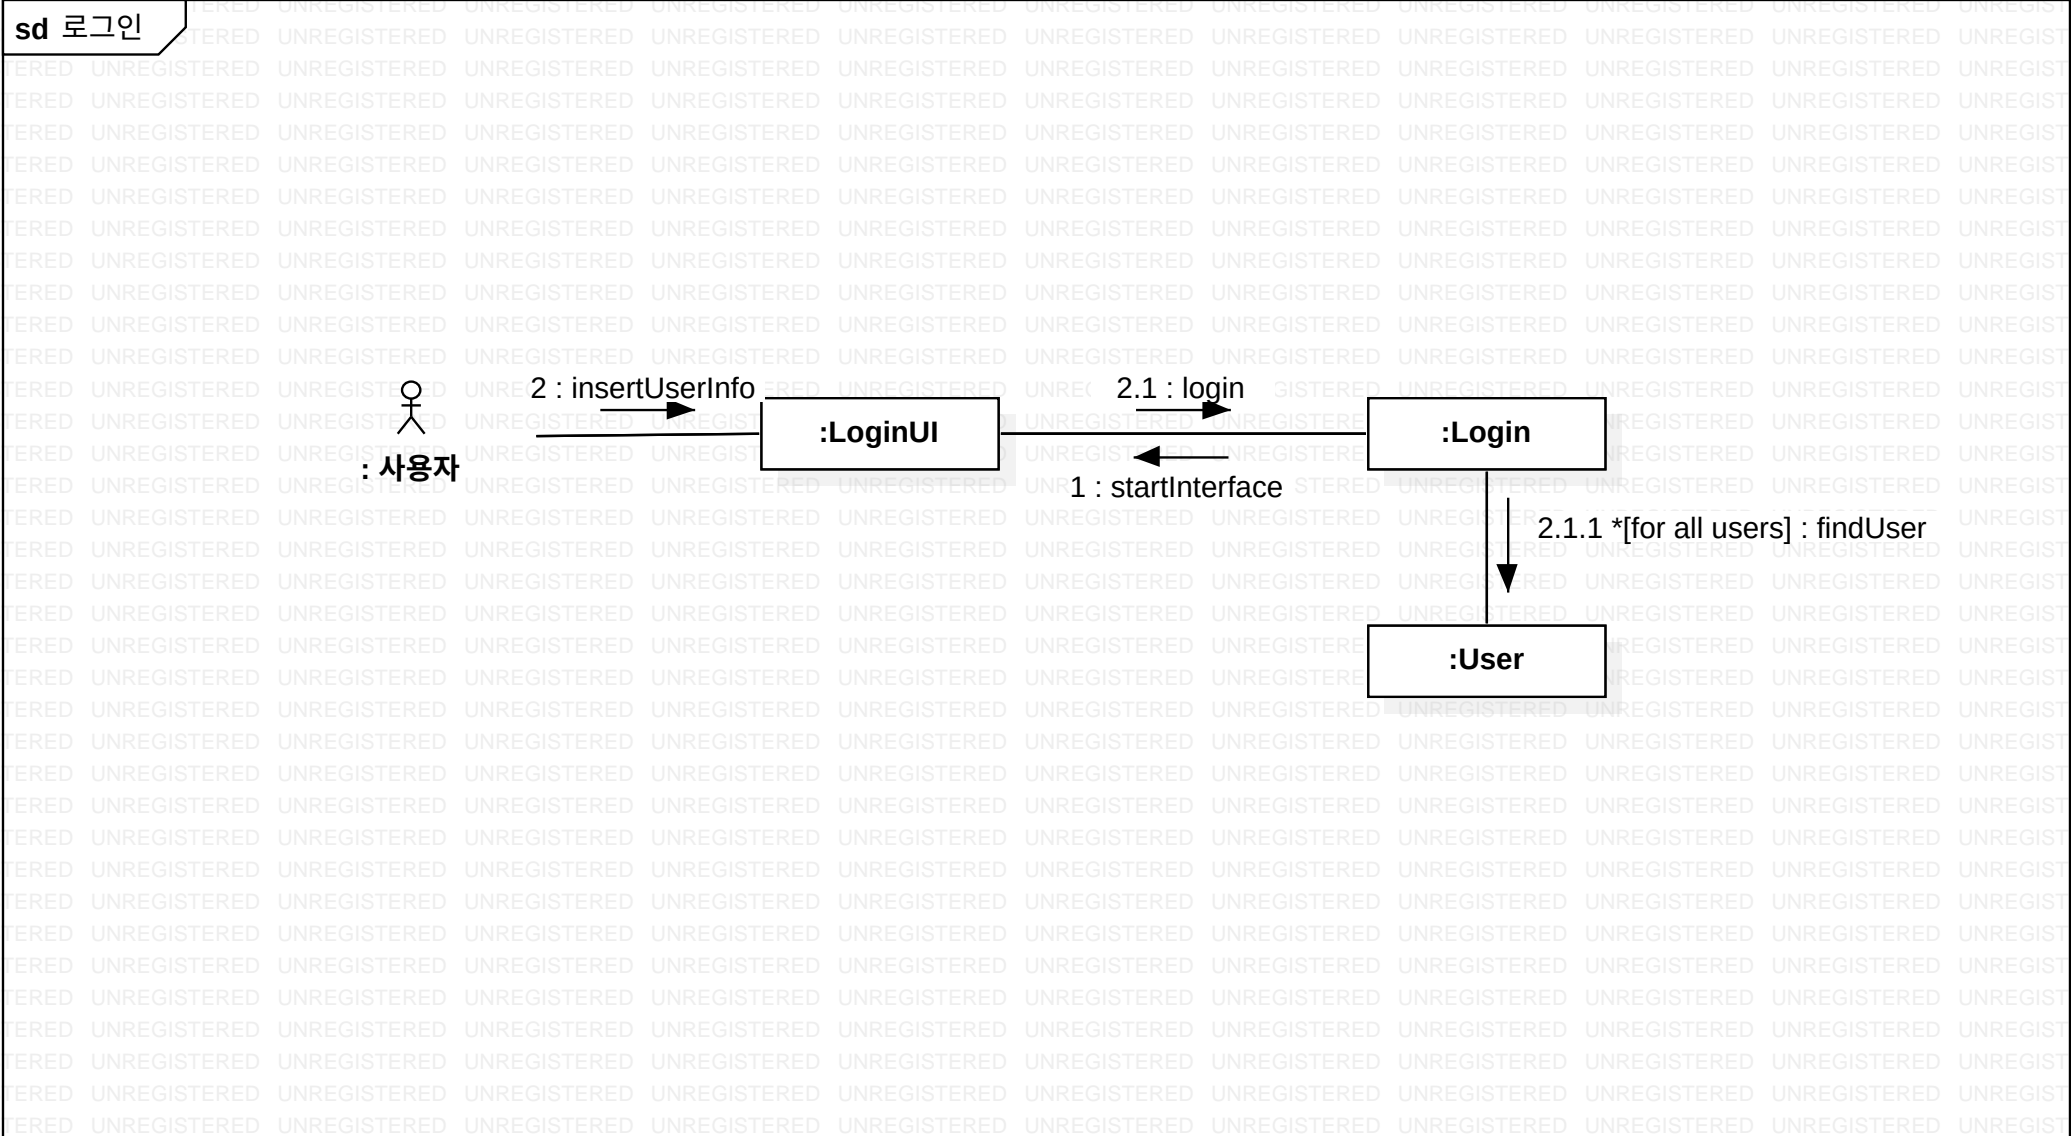 sd 로그인
2 : insertUserInfo
2.1 : login
:LoginUI
:Login
: 사용자
1 : startInterface
2.1.1 *[for all users] : findUser
:User
UNREGISTERED